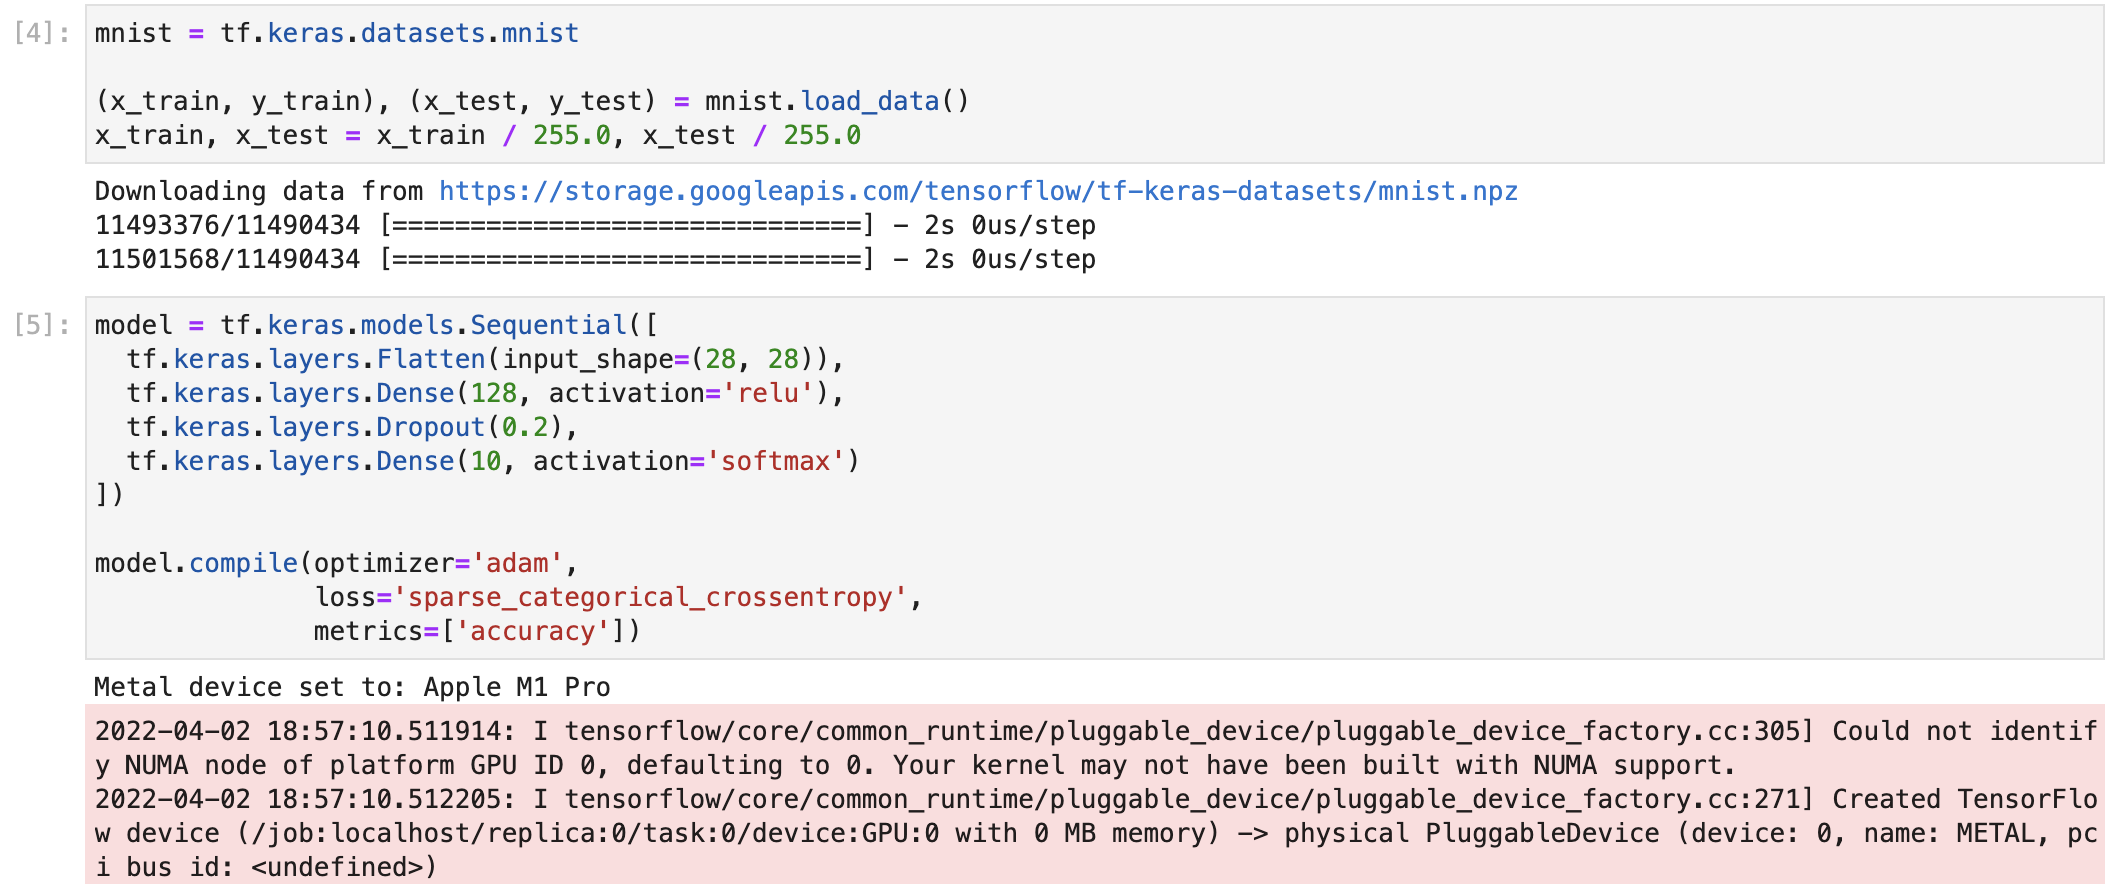 [4]: mnist = tf.keras.datasets.mnist
(x_train, y_train), (x_test, y_test) = mnist.load_data()
x_train, x_test = x_train / 255.0, x_test / 255.0
Downloading data from https://storage.googleapis.com/tensorflow/tf-keras-datasets/mnist.npz
11493376/11490434 [==============================] - 2s 0us/step
11501568/11490434 [==============================] - 2s 0us/step
[5]: model = tf.keras.models.Sequential([
  tf.keras.layers.Flatten(input_shape=(28, 28)),
  tf.keras.layers.Dense(128, activation='relu'),
  tf.keras.layers.Dropout(0.2),
  tf.keras.layers.Dense(10, activation='softmax')
])
model.compile(optimizer='adam',
              loss='sparse_categorical_crossentropy',
              metrics=['accuracy'])
Metal device set to: Apple M1 Pro
2022-04-02 18:57:10.511914: I tensorflow/core/common_runtime/pluggable_device/pluggable_device_factory.cc:305] Could not identif
y NUMA node of platform GPU ID 0, defaulting to 0. Your kernel may not have been built with NUMA support.
2022-04-02 18:57:10.512205: I tensorflow/core/common_runtime/pluggable_device/pluggable_device_factory.cc:271] Created TensorFlo
w device (/job:localhost/replica:0/task:0/device:GPU:0 with 0 MB memory) -> physical PluggableDevice (device: 0, name: METAL, pc
i bus id: <undefined>)